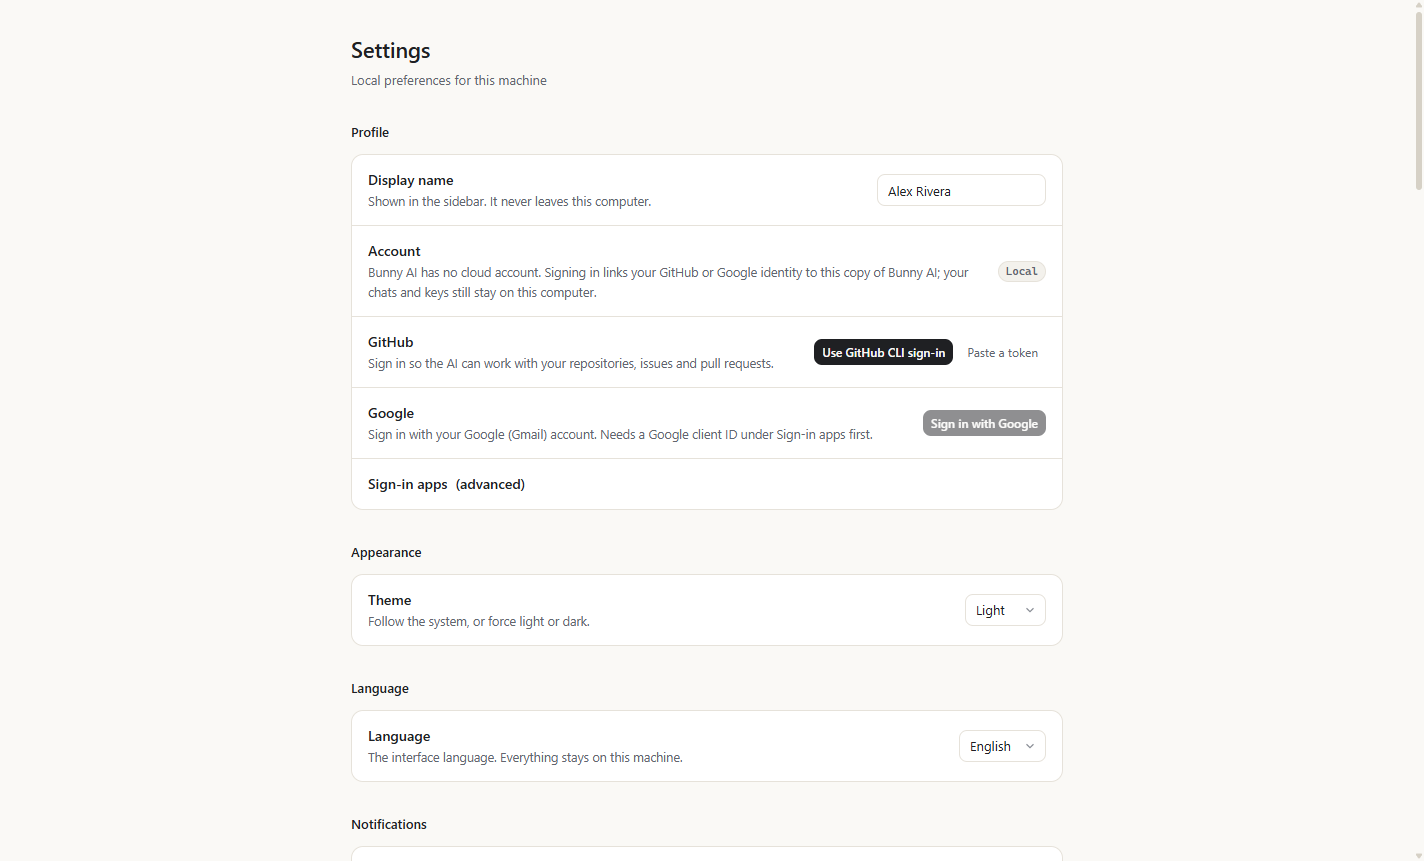 Settings
Local preferences for this machine
Profile
Display name
Shown in the sidebar. It never leaves this computer.
Alex Rivera
Account
Bunny AI has no cloud account. Signing in links your GitHub or Google identity to this copy of Bunny AI; your
chats and keys still stay on this computer.
Local
GitHub
Sign in so the AI can work with your repositories, issues and pull requests.
Use GitHub CLI sign-in
Paste a token
Google
Sign in with your Google (Gmail) account. Needs a Google client ID under Sign-in apps first.
Sign in with Google
Sign-in apps (advanced)
Appearance
Theme
Follow the system, or force light or dark.
Light
Language
Language
The interface language. Everything stays on this machine.
English
Notifications